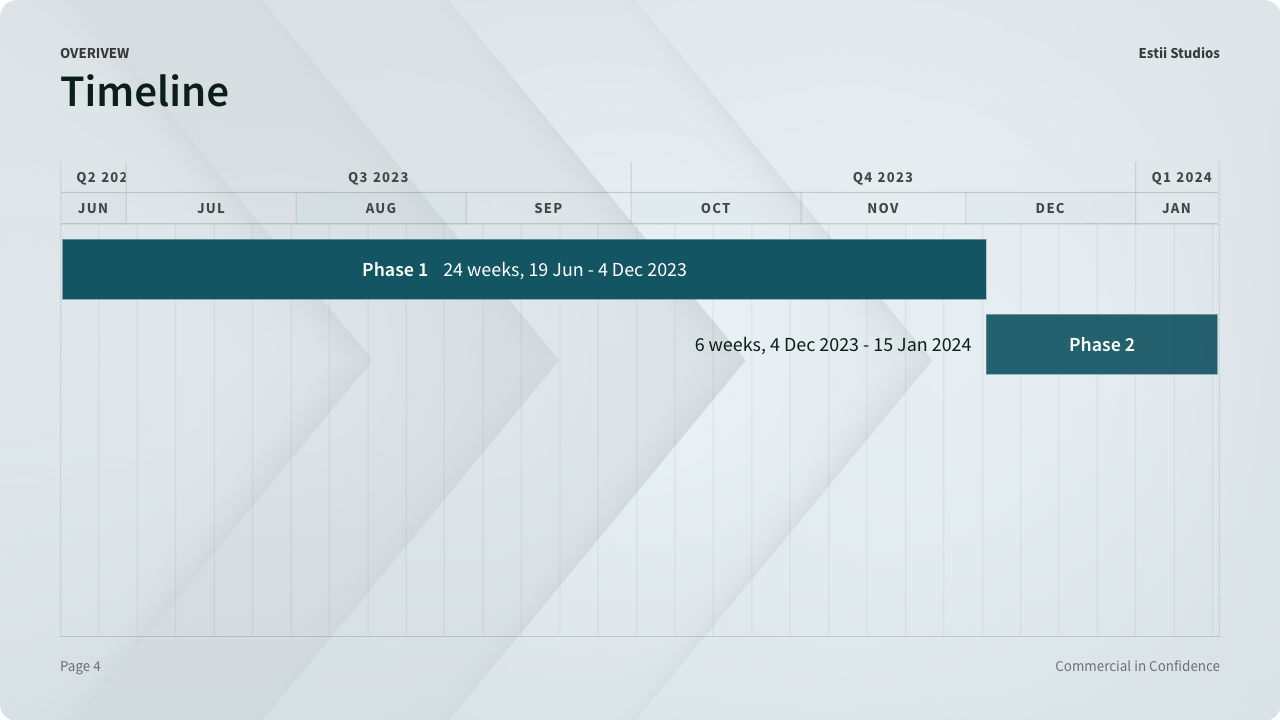 OVERIVEW
Estii Studios
Timeline
Q2 202
Q3 2023
Q4 2023
Q1 2024
JUN
JUL
AUG
SEP
OCT
NOV
DEC
JAN
Phase 1 24 weeks, 19 Jun - 4 Dec 2023
6 weeks, 4 Dec 2023 - 15 Jan 2024
Phase 2
Page 4
Commercial in Confidence